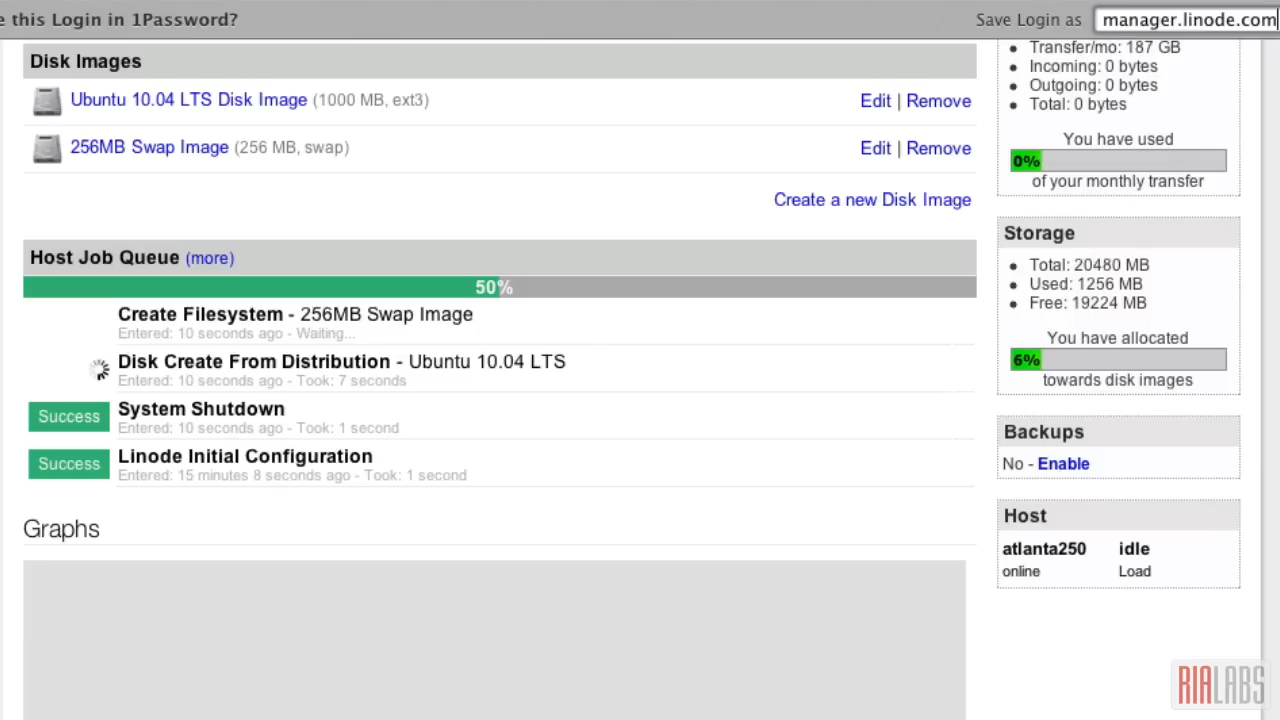 e this Login in 1Password?
Save Login as manager.linode.com
Disk Images
Ubuntu 10.04 LTS Disk Image (1000 MB, ext3)
Edit | Remove
256MB Swap Image (256 MB, swap)
Edit | Remove
Create a new Disk Image
Host Job Queue (more)
50%
Create Filesystem - 256MB Swap Image
Entered: 10 seconds ago - Waiting...
Disk Create From Distribution - Ubuntu 10.04 LTS
Entered: 10 seconds ago - Took: 7 seconds
Success
System Shutdown
Entered: 10 seconds ago - Took: 1 second
Success
Linode Initial Configuration
Entered: 15 minutes 8 seconds ago - Took: 1 second
Graphs
Transfer/mo: 187 GB
Incoming: 0 bytes
Outgoing: 0 bytes
Total: 0 bytes
You have used
0%
of your monthly transfer
Storage
Total: 20480 MB
Used: 1256 MB
Free: 19224 MB
You have allocated
6%
towards disk images
Backups
No - Enable
Host
atlanta250 idle
online Load
RIALABS